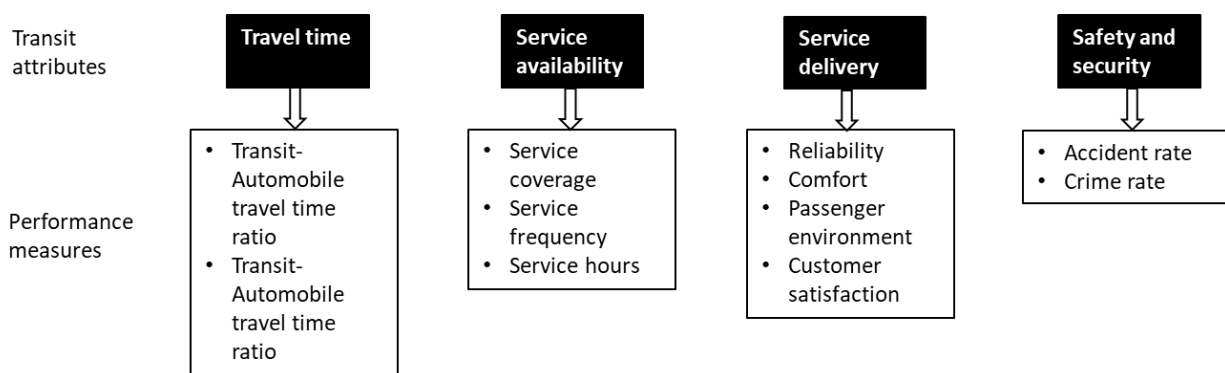 Transit
attributes
Travel time
Service
availability
Service
delivery
Safety and
security
Performance
measures
• Transit-
Automobile
travel time
ratio
• Transit-
Automobile
travel time
ratio
• Service
coverage
• Service
frequency
• Service hours
• Reliability
• Comfort
• Passenger
environment
• Customer
satisfaction
• Accident rate
• Crime rate